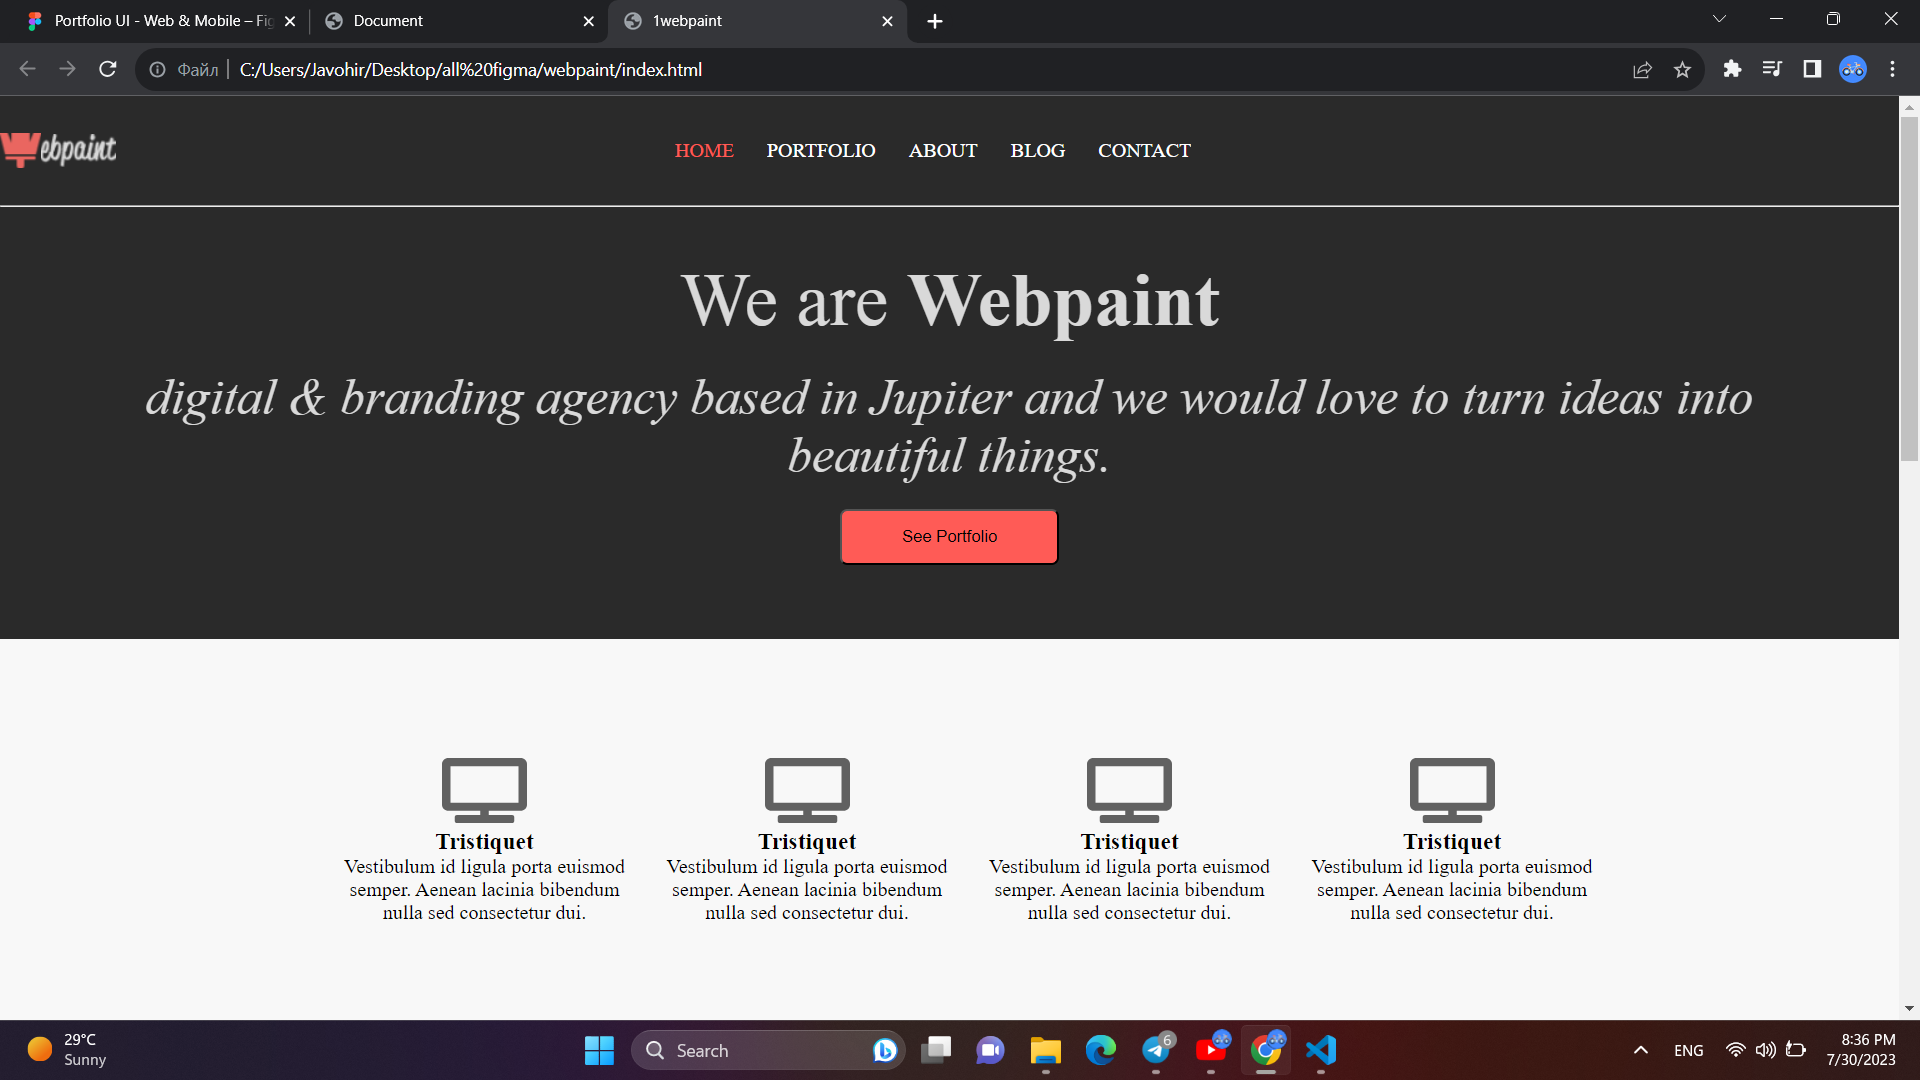 Portfolio UI - Web & Mobile – Fig
Document
1webpaint
Файл
C:/Users/Javohir/Desktop/all%20figma/webpaint/index.html
Webpaint
HOME PORTFOLIO ABOUT BLOG CONTACT
We are Webpaint
digital & branding agency based in Jupiter and we would love to turn ideas into
beautiful things.
See Portfolio
Tristiquet
Vestibulum id ligula porta euismod
semper. Aenean lacinia bibendum
nulla sed consectetur dui.
Tristiquet
Vestibulum id ligula porta euismod
semper. Aenean lacinia bibendum
nulla sed consectetur dui.
Tristiquet
Vestibulum id ligula porta euismod
semper. Aenean lacinia bibendum
nulla sed consectetur dui.
Tristiquet
Vestibulum id ligula porta euismod
semper. Aenean lacinia bibendum
nulla sed consectetur dui.
29°C
Sunny
Search
6
ENG
8:36 PM
7/30/2023